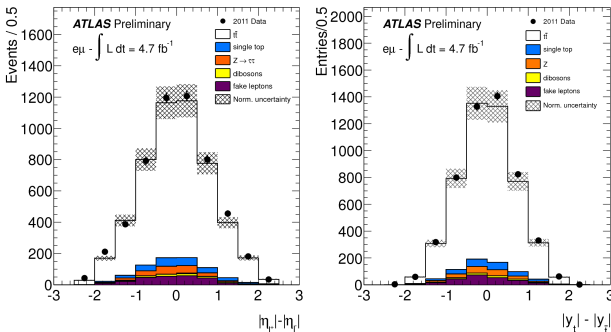 Events / 0.5
ATLAS Preliminary
eμ - ∫ L dt = 4.7 fb⁻¹
2011 Data
tt̄
single top
Z → ττ
dibosons
fake leptons
Norm. uncertainty
1600
1400
1200
1000
800
600
400
200
0
-3 -2 -1 0 1 2 3
Entries/0.5
ATLAS Preliminary
eμ - ∫ L dt = 4.7 fb⁻¹
2011 Data
tt̄
single top
Z
dibosons
fake leptons
Norm. uncertainty
2000
1800
1600
1400
1200
1000
800
600
400
200
0
-3 -2 -1 0 1 2 3